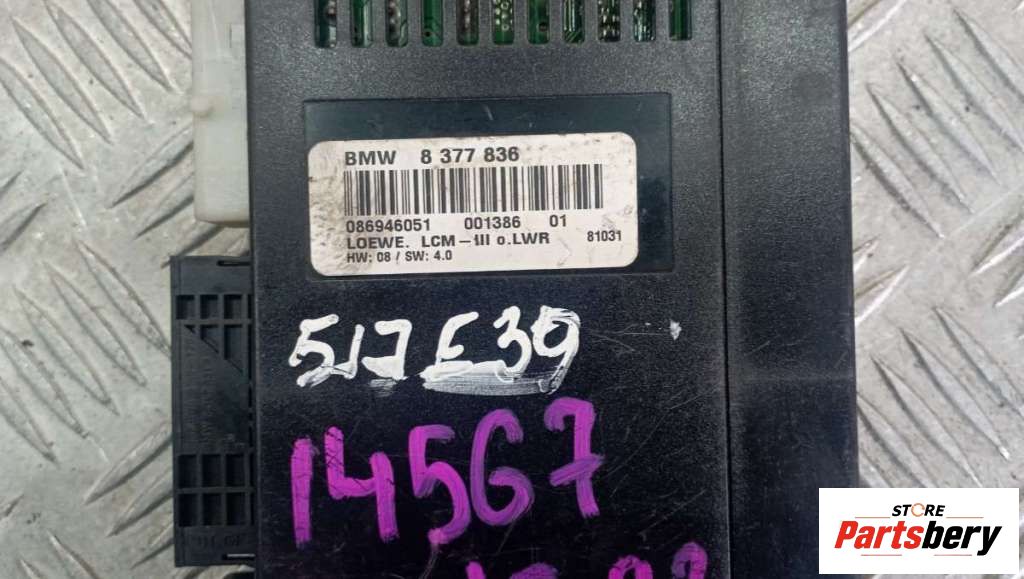 BMW 8 377 836
086946051 001386 01
LOEWE. LCM-III o.LWR 81031
HW: 08 / SW: 4.0
517 E39
14567
STORE
Partsbery